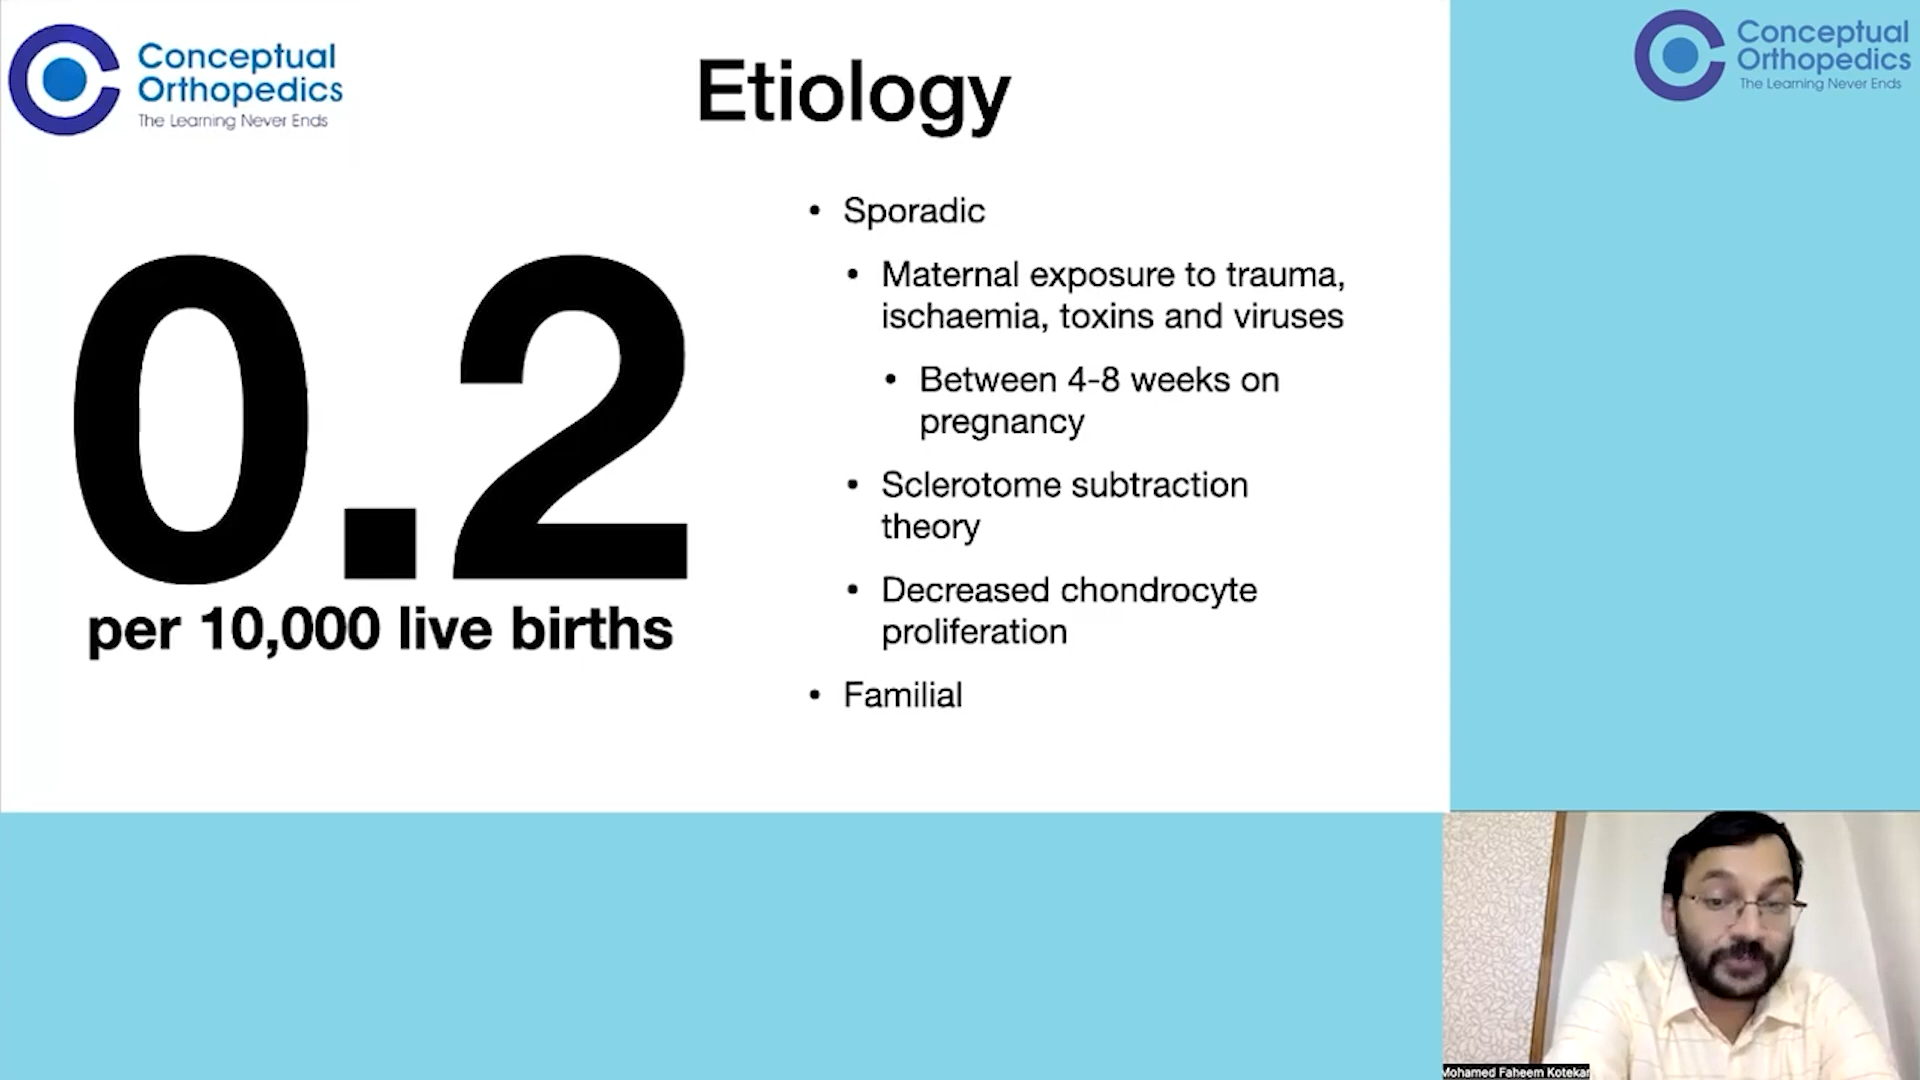 Conceptual
Orthopedics
The Learning Never Ends
Etiology
Conceptual
Orthopedics
The Learning Never Ends
0.2
per 10,000 live births
• Sporadic
• Maternal exposure to trauma,
ischaemia, toxins and viruses
• Between 4-8 weeks on
pregnancy
• Sclerotome subtraction
theory
• Decreased chondrocyte
proliferation
• Familial
Mohamed Faheem Kotekar